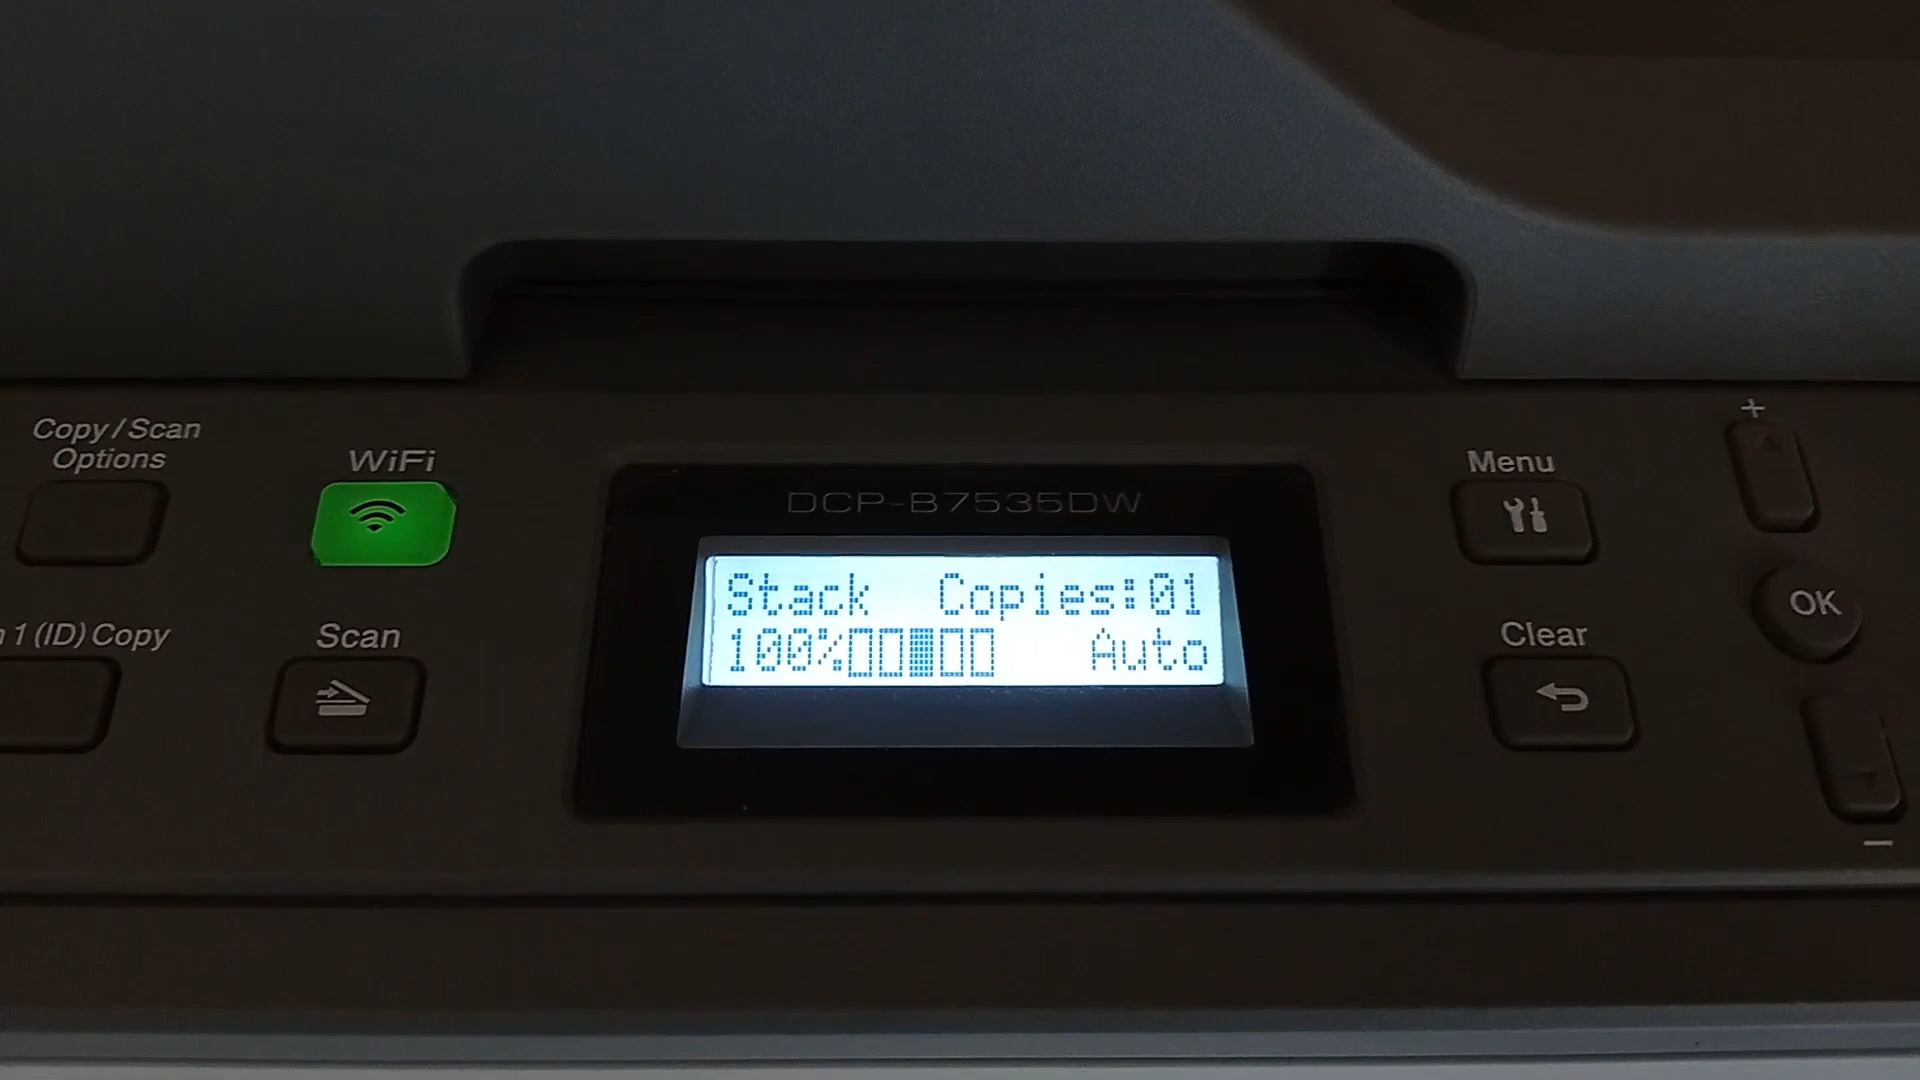 Copy/Scan
Options
WiFi
DCP-B7535DW
Menu
+
Stack Copies:01
100% Auto
OK
1 (ID) Copy
Scan
Clear
−